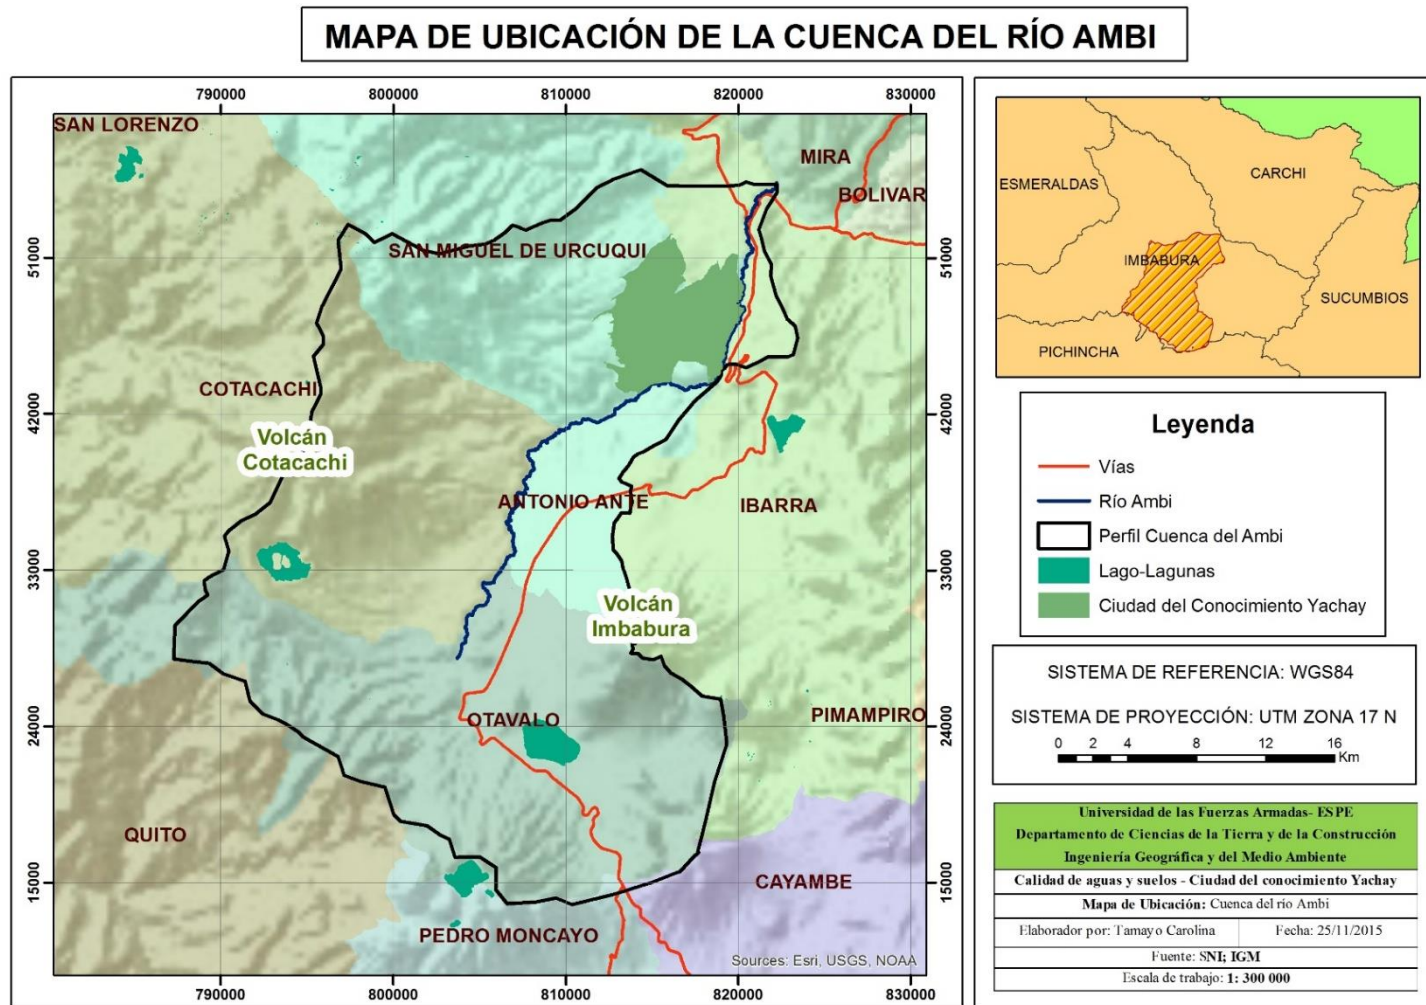 MAPA DE UBICACIÓN DE LA CUENCA DEL RÍO AMBI
790000 800000 810000 820000 830000
SAN LORENZO
MIRA
BOLIVAR
SAN MIGUEL DE URCUQUI
51000
51000
COTACACHI
42000
42000
Volcán
Cotacachi
ANTONIO ANTE
IBARRA
33000
33000
Volcán
Imbabura
OTAVALO
PIMAMPIRO
24000
24000
QUITO
CAYAMBE
15000
15000
PEDRO MONCAYO
Sources: Esri, USGS, NOAA
790000 800000 810000 820000 830000
ESMERALDAS
CARCHI
IMBABURA
SUCUMBIOS
PICHINCHA
Leyenda
Vías
Río Ambi
Perfil Cuenca del Ambi
Lago-Lagunas
Ciudad del Conocimiento Yachay
SISTEMA DE REFERENCIA: WGS84
SISTEMA DE PROYECCIÓN: UTM ZONA 17 N
0 2 4 8 12 16
Km
Universidad de las Fuerzas Armadas- ESPE
Departamento de Ciencias de la Tierra y de la Construcción
Ingeniería Geográfica y del Medio Ambiente
Calidad de aguas y suelos - Ciudad del conocimiento Yachay
Mapa de Ubicación: Cuenca del río Ambi
Elaborador por: Tamayo Carolina Fecha: 25/11/2015
Fuente: SNI; IGM
Escala de trabajo: 1: 300 000